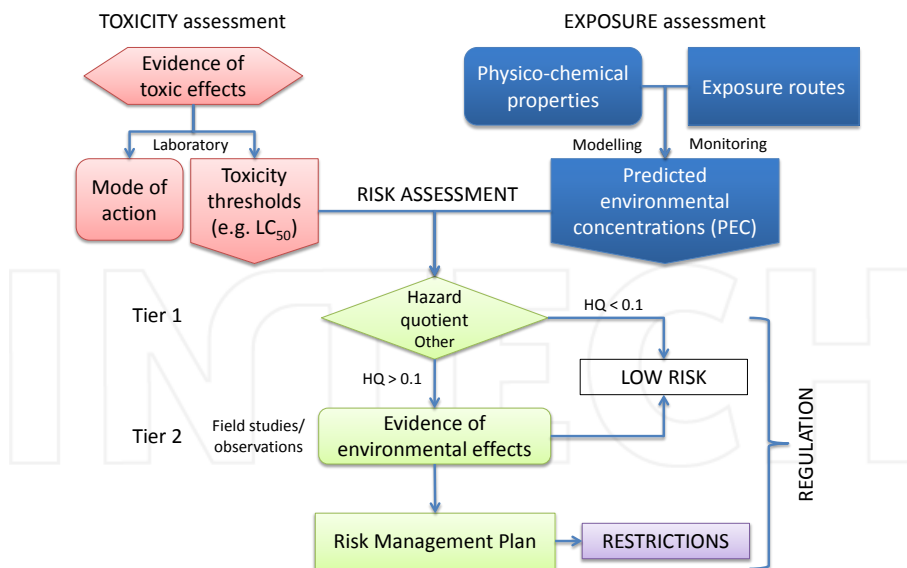 TOXICITY assessment
EXPOSURE assessment
Evidence of
toxic effects
Physico-chemical
properties
Exposure routes
Laboratory
Modelling
Monitoring
Mode of
action
Toxicity
thresholds
(e.g. LC50)
RISK ASSESSMENT
Predicted
environmental
concentrations (PEC)
Tier 1
Hazard
quotient
Other
HQ < 0.1
HQ > 0.1
LOW RISK
Tier 2
Field studies/
observations
Evidence of
environmental effects
REGULATION
Risk Management Plan
RESTRICTIONS
INTECH